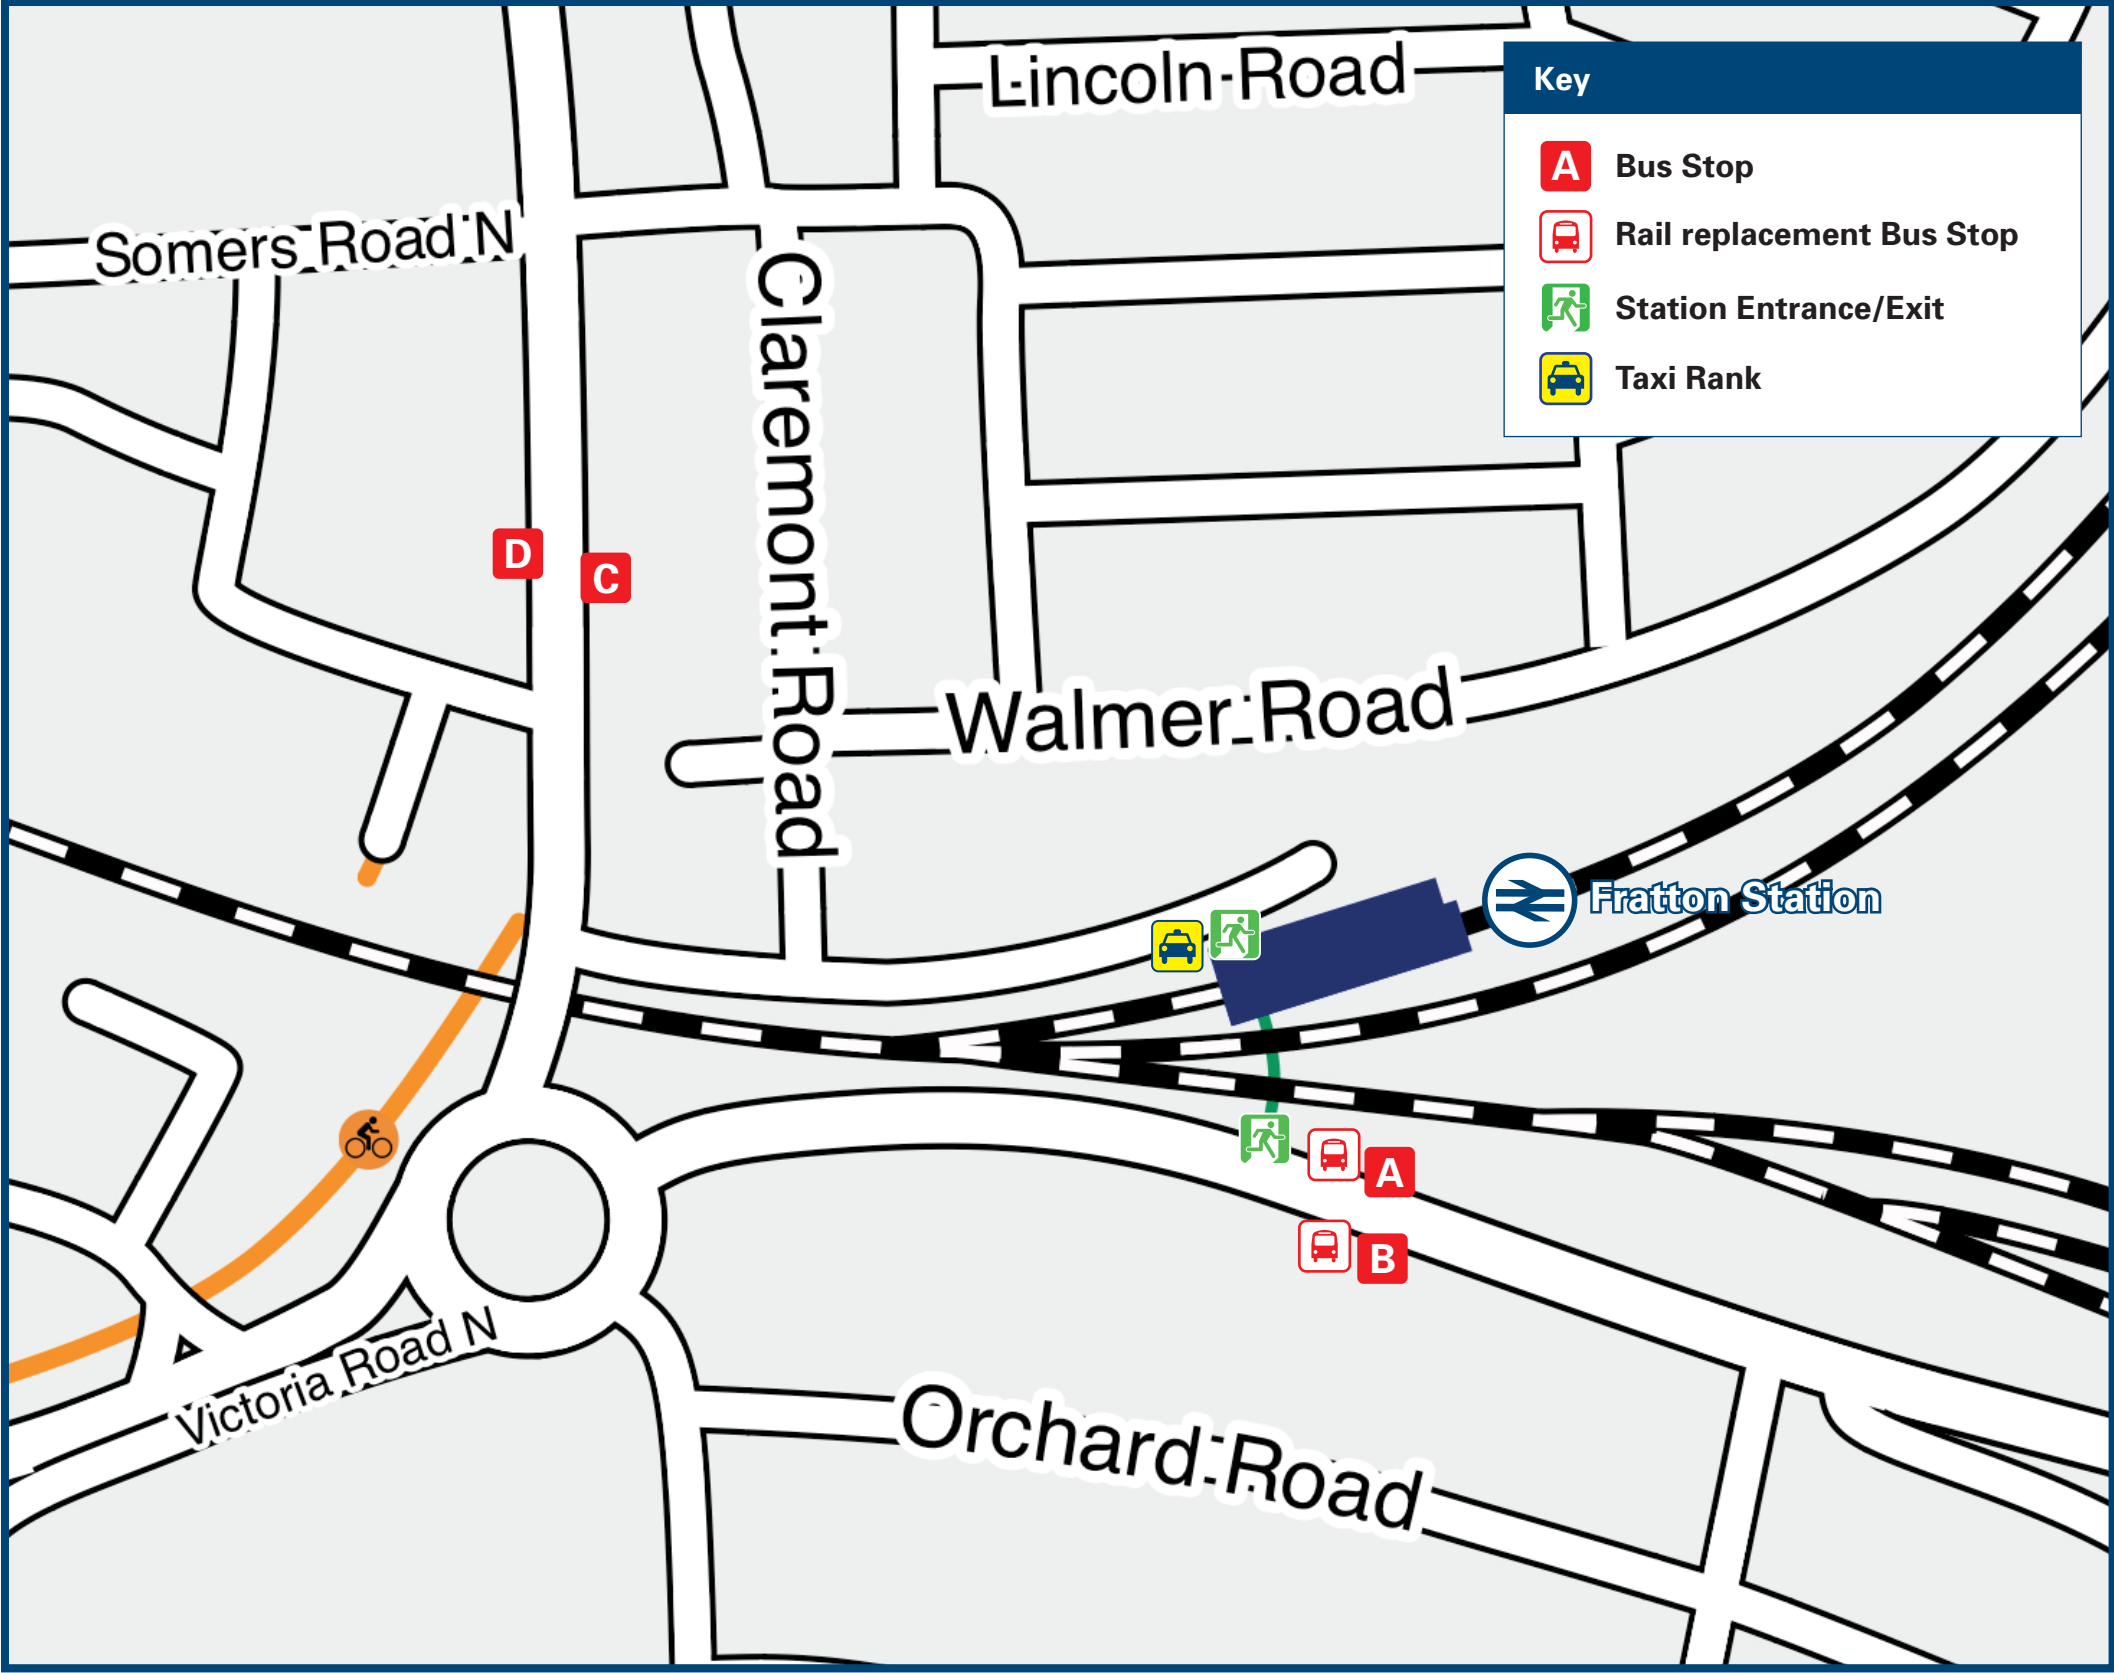 Lincoln Road
Key
A Bus Stop
Rail replacement Bus Stop
Station Entrance/Exit
Taxi Rank
Somers Road N
Claremont Road
D
C
Walmer Road
Fratton Station
A
B
Victoria Road N
Orchard Road